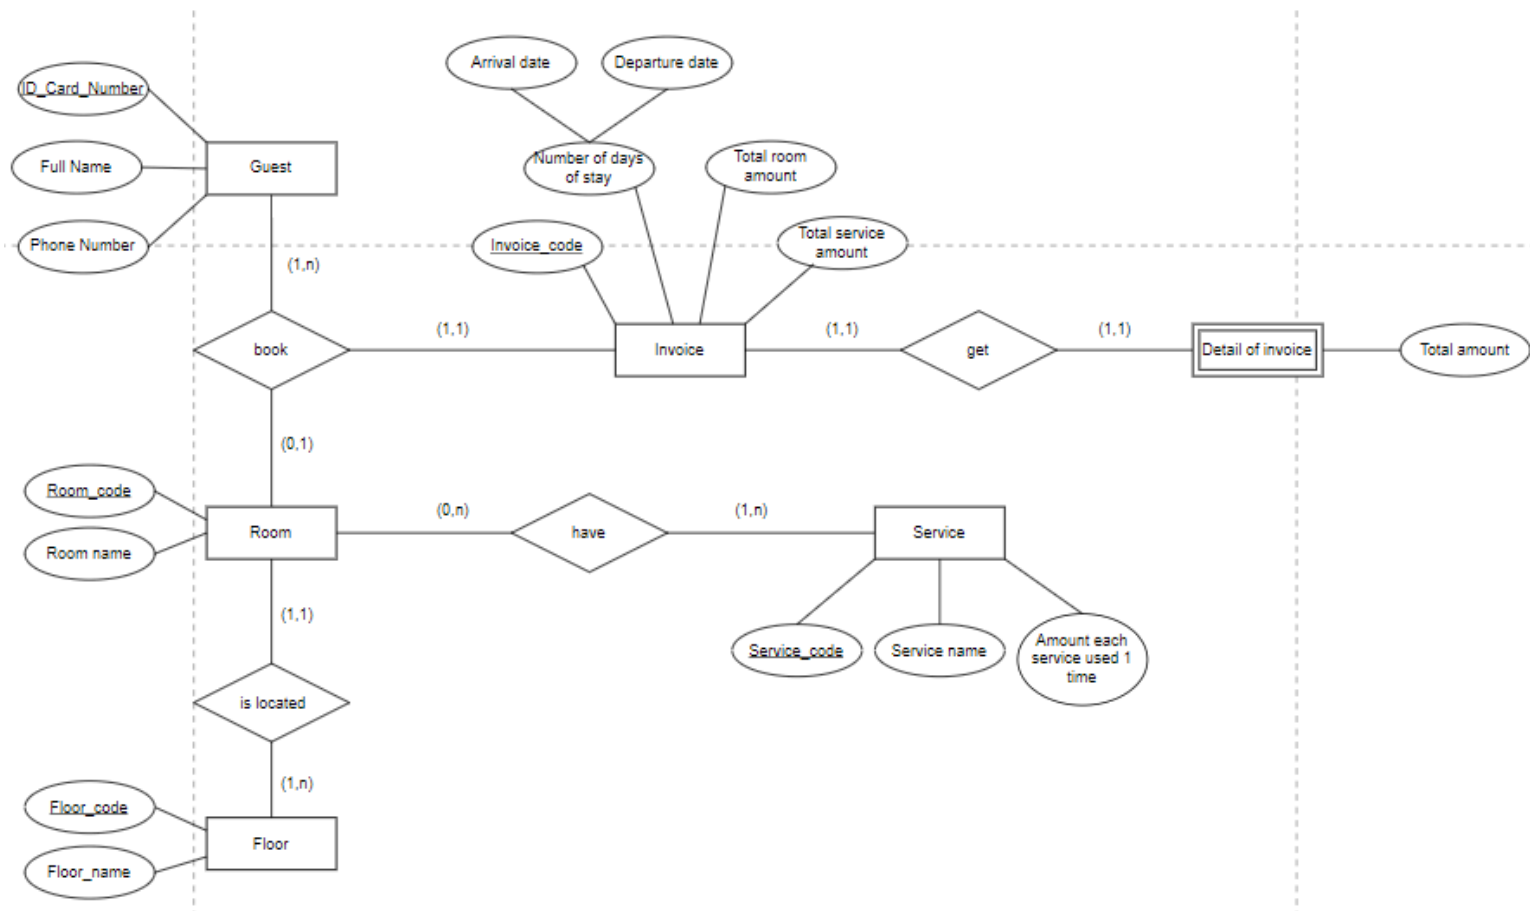 Arrival date
Departure date
ID_Card_Number
Full Name
Guest
Number of days
of stay
Total room
amount
Phone Number
Invoice_code
Total service
amount
(1,n)
(1,1)
(1,1)
(1,1)
book
Invoice
get
Detail of invoice
Total amount
(0,1)
Room_code
Room name
Room
(0,n)
have
(1,n)
Service
(1,1)
Service_code
Service name
Amount each
service used 1
time
is located
(1,n)
Floor_code
Floor
Floor_name